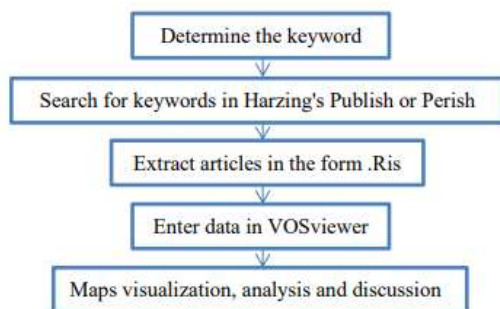 Determine the keyword
Search for keywords in Harzing's Publish or Perish
Extract articles in the form .Ris
Enter data in VOSviewer
Maps visualization, analysis and discussion